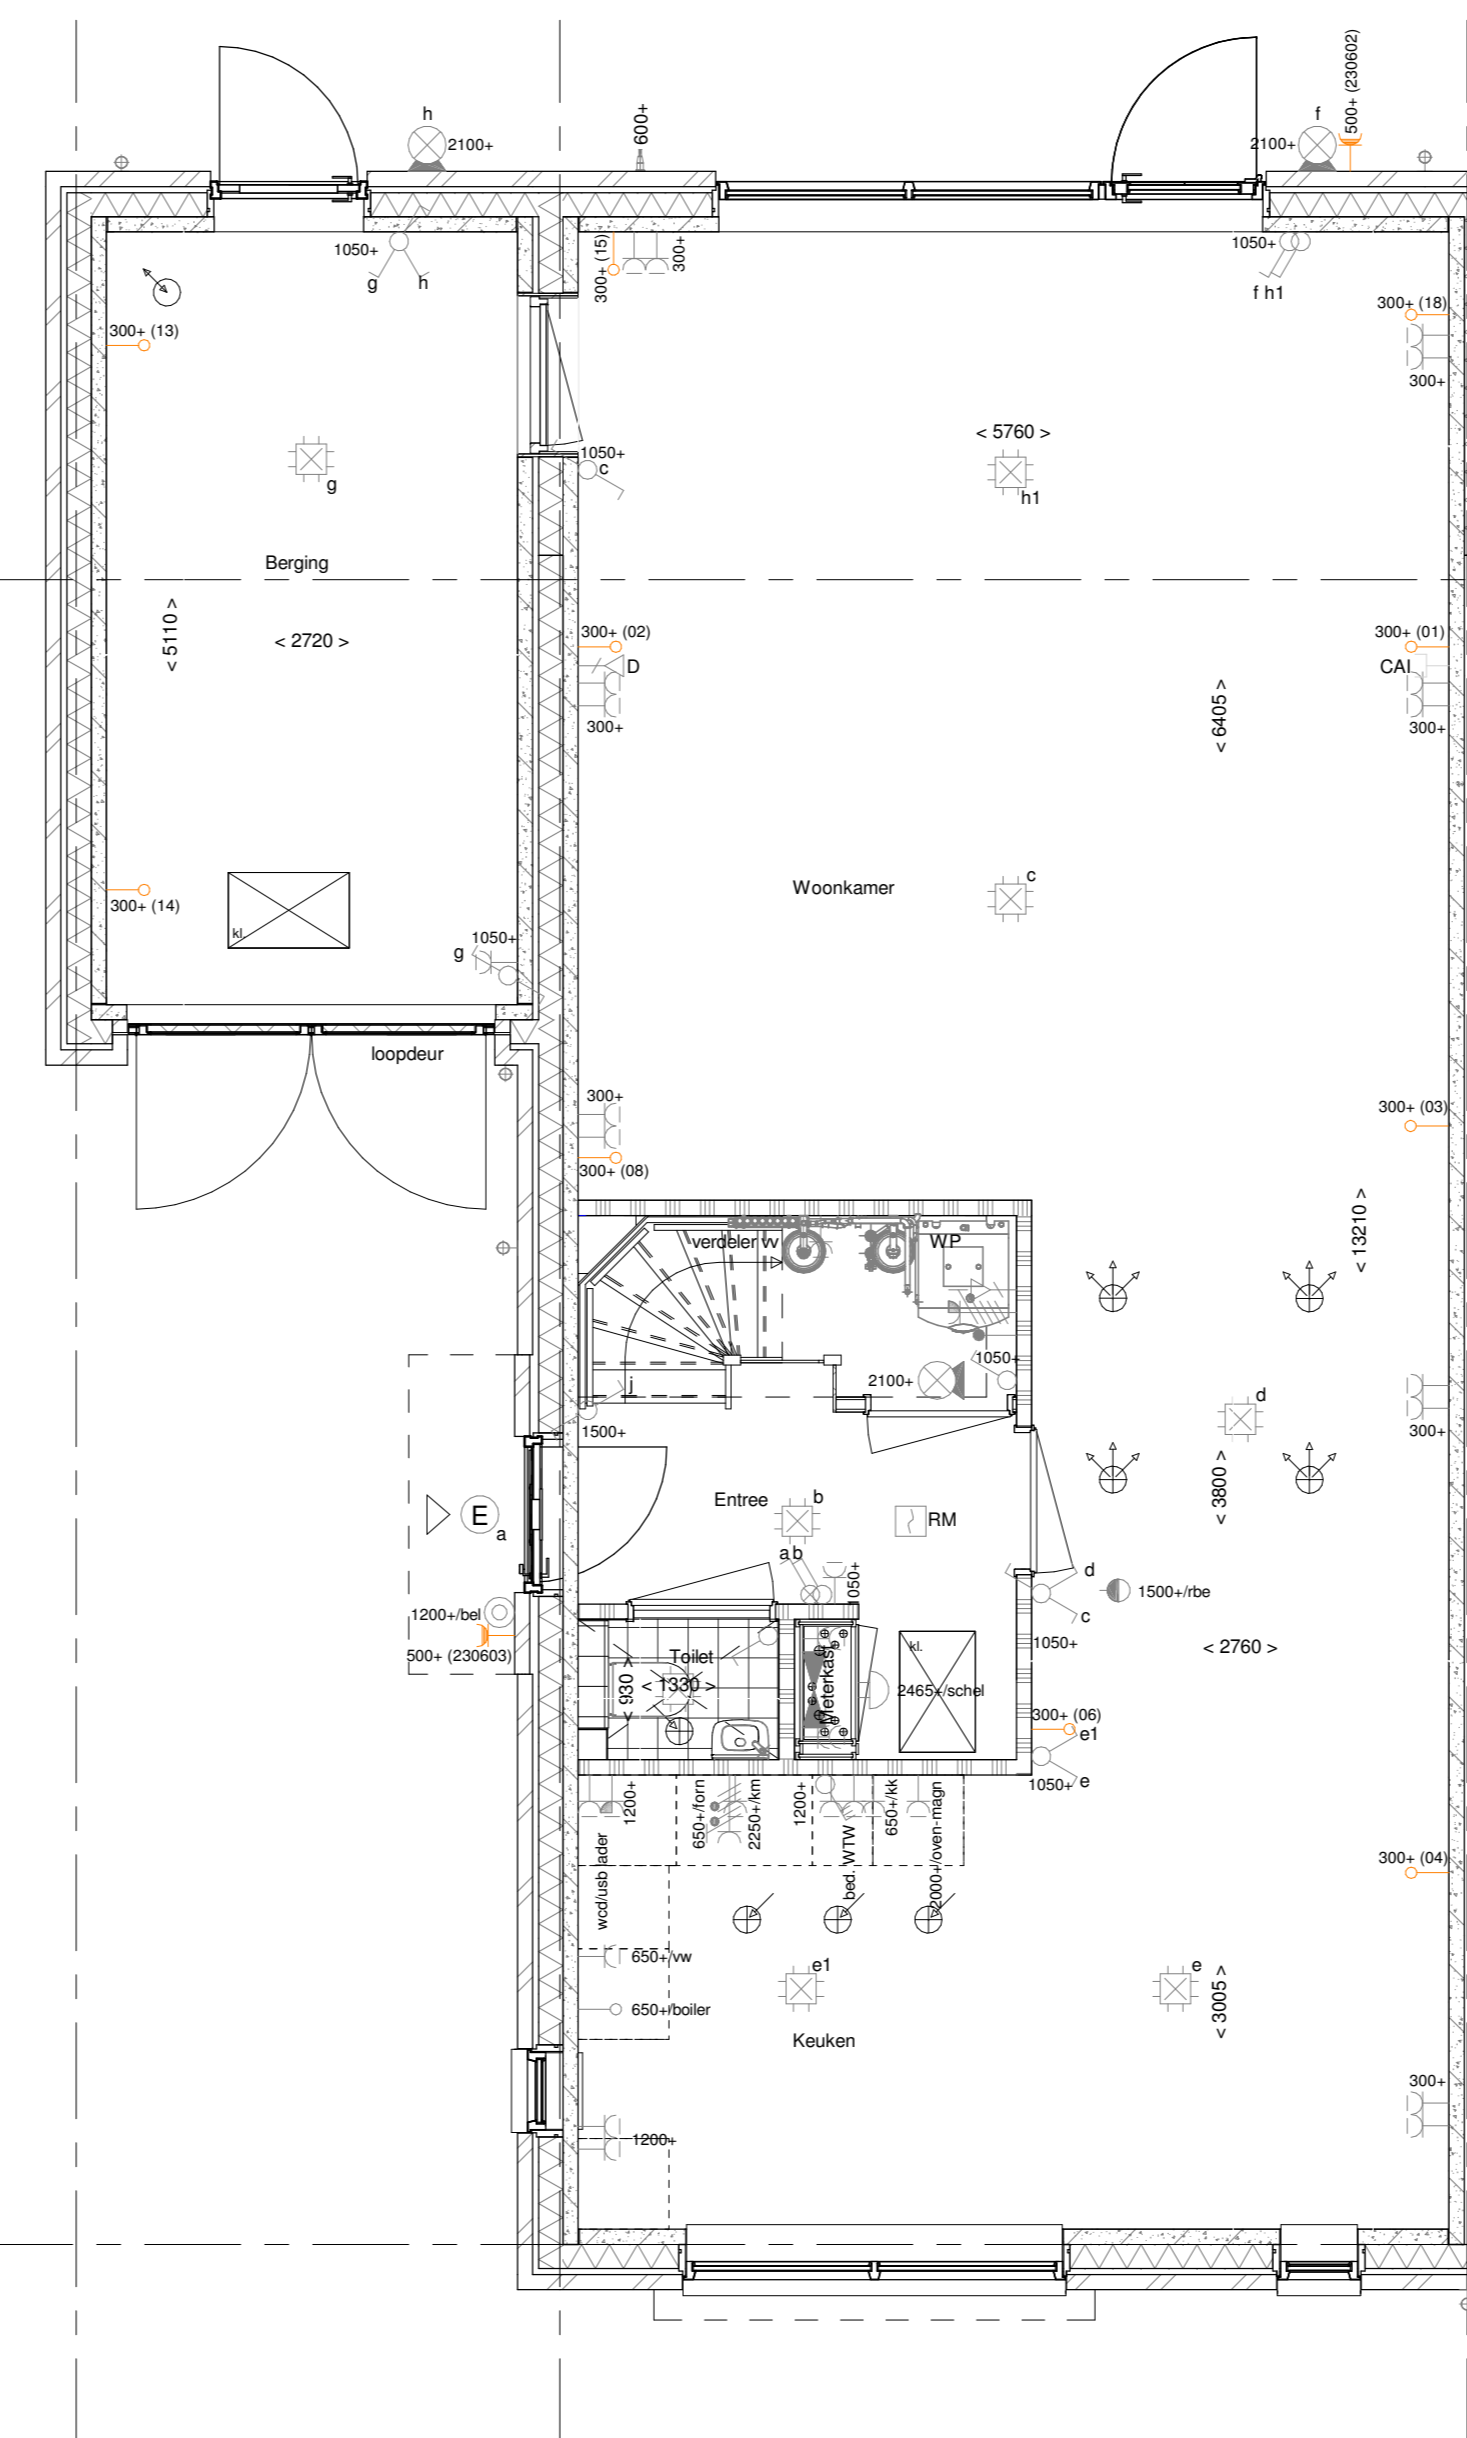 500+ (230602)
h
2100+
600+
f
2100+
1050+
g
h
300+ (15)
300+
1050+
f h1
300+ (13)
300+ (18)
300+
g
1050+
c
< 5760 >
h1
Berging
< 5110 >
< 2720 >
300+ (02)
D
300+
300+ (01)
CAI
300+
< 6405 >
Woonkamer
c
300+ (14)
kl.
1050+
g
loopdeur
300+
300+ (08)
300+ (03)
< 13210 >
verdeler vv
WP
j
1500+
2100+
1050+
d
300+
< 3800 >
E
a
Entree
b
RM
a b
050+
d
c
1050+
1500+/rbe
1200+/bel
500+ (230603)
Toilet
< 930 >
< 1330 >
Meterkast
kl.
2465+/schel
< 2760 >
300+ (06)
e1
e
1050+
1200+
wcd/usb lader
650+/forn
2250+/km
1200+
bed. WTW
650+/kk
2000+/oven-magn
300+ (04)
650+/vw
650+/boiler
e1
e
< 3005 >
Keuken
300+
1200+